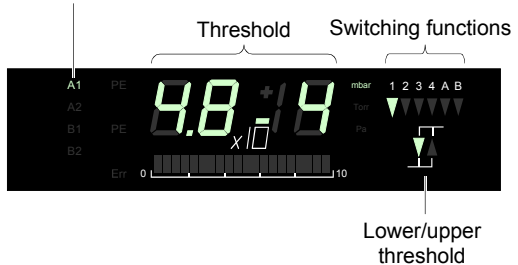 Threshold
Switching functions
A1 PE 4.8 x10 - 4 mbar 1 2 3 4 A B
A2 Torr
B1 PE Pa
B2
Err 0 10
Lower/upper
threshold